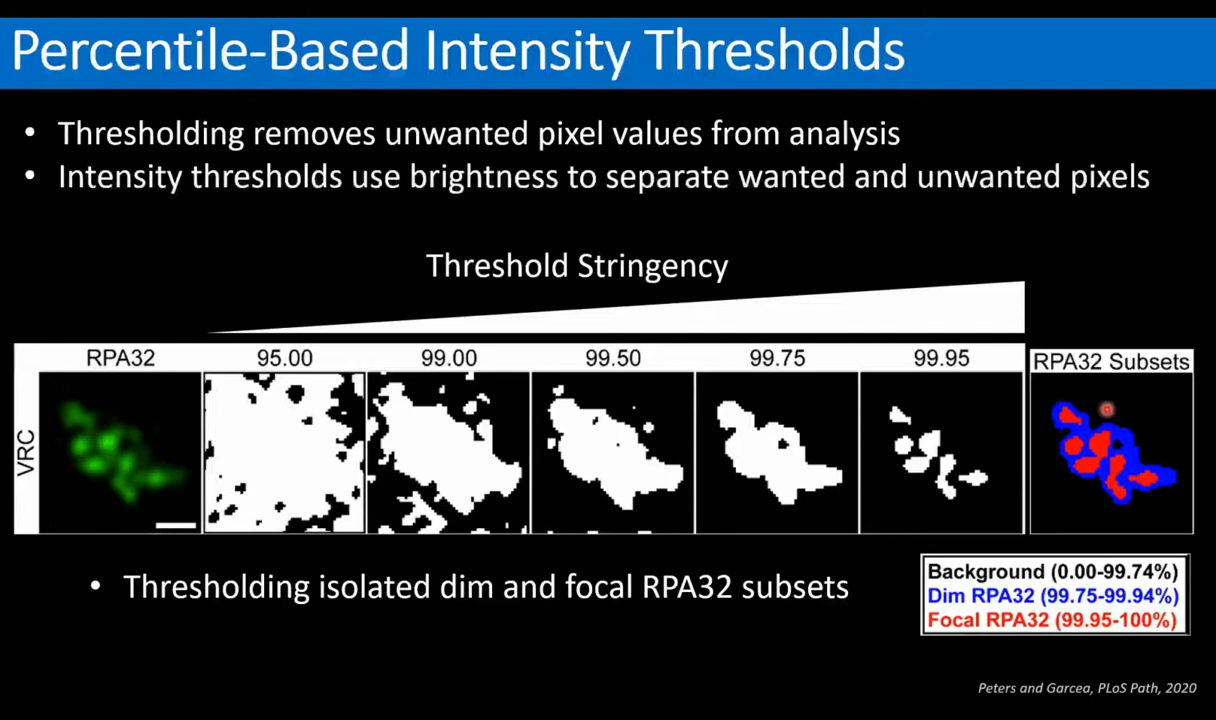 Percentile-Based Intensity Thresholds
• Thresholding removes unwanted pixel values from analysis
• Intensity thresholds use brightness to separate wanted and unwanted pixels
Threshold Stringency
RPA32 95.00 99.00 99.50 99.75 99.95 RPA32 Subsets
VRC
• Thresholding isolated dim and focal RPA32 subsets
Background (0.00-99.74%)
Dim RPA32 (99.75-99.94%)
Focal RPA32 (99.95-100%)
Peters and Garcea, PLoS Path, 2020